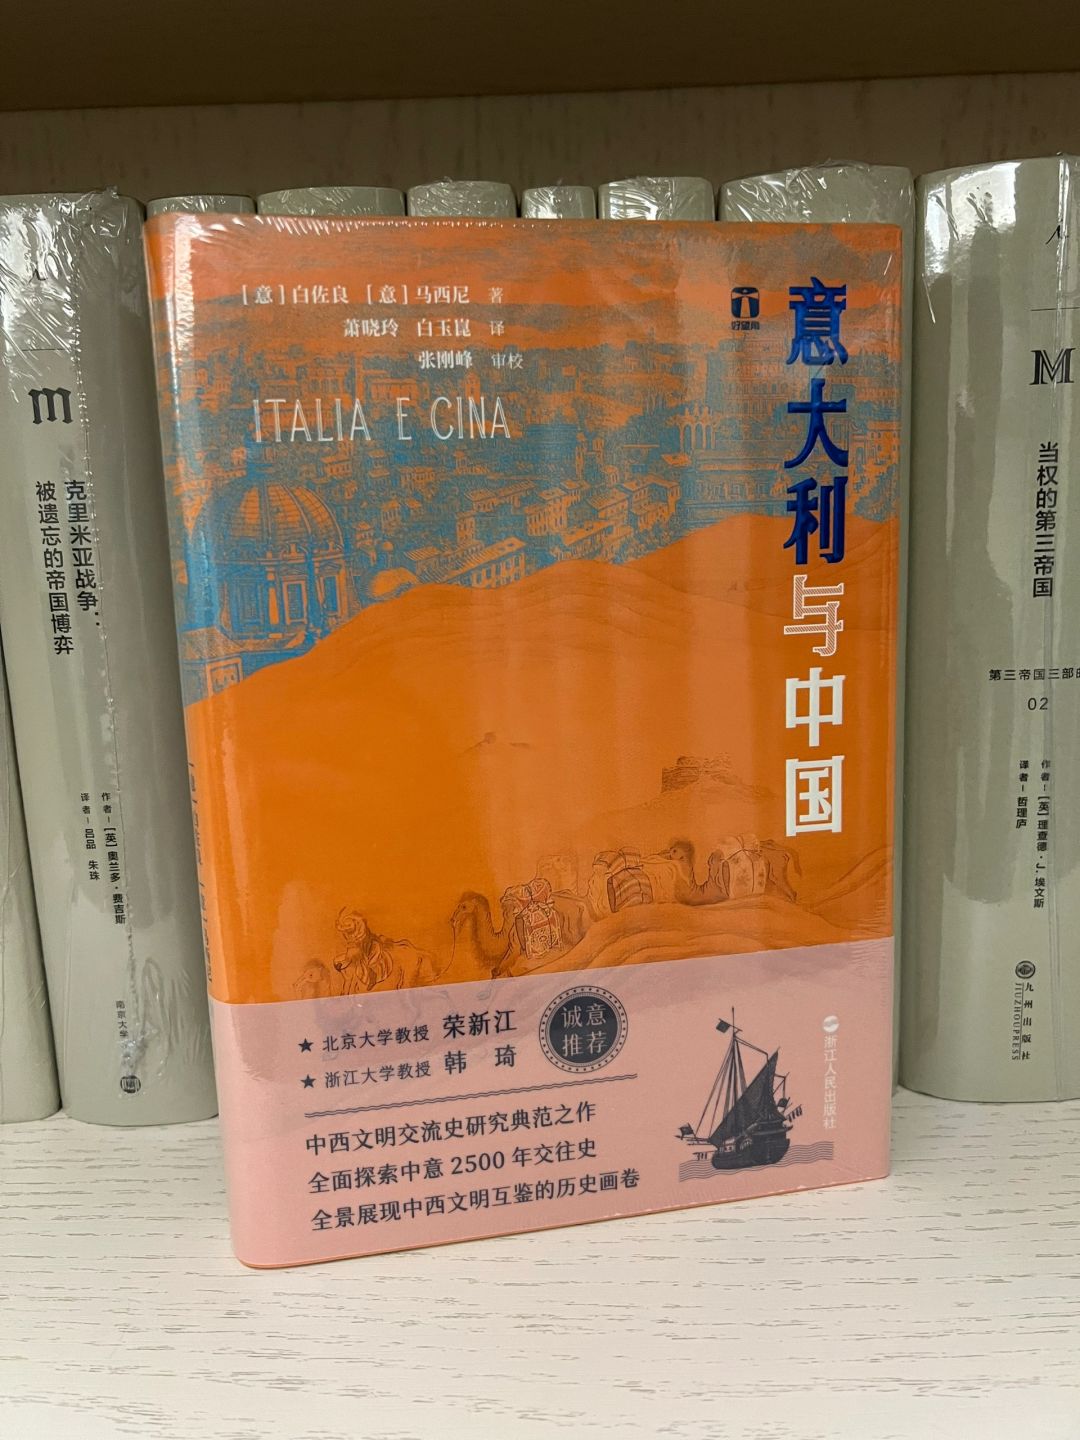 [意]白佐良 [意]马西尼 著
萧晓玲 白玉崑 译
张刚峰 审校
ITALIA E CINA
好望角
意大利与中国
★ 北京大学教授 荣新江
★ 浙江大学教授 韩 琦
诚意
推荐
中西文明交流史研究典范之作
全面探索中意 2500 年交往史
全景展现中西文明互鉴的历史画卷
浙江人民出版社
m
克里米亚战争：
被遗忘的帝国博弈
作者－[英]奥兰多·费吉斯
译者－吕品 朱珠
南京大学
M
当权的第三帝国
第三帝国三部曲
02
作者－[英]理查德·J.埃文斯
译者－哲理庐
九州出版社
JIUZHOUPRESS